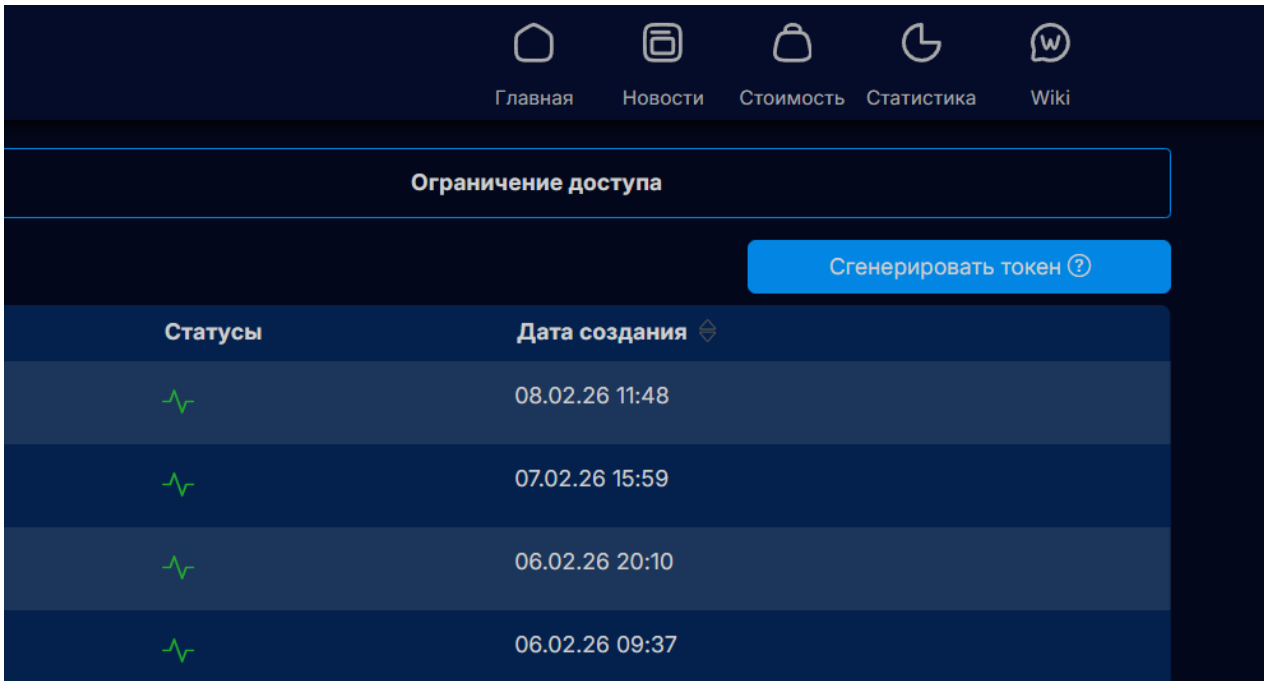 Главная Новости Стоимость Статистика Wiki
Ограничение доступа
Сгенерировать токен
Статусы Дата создания
08.02.26 11:48
07.02.26 15:59
06.02.26 20:10
06.02.26 09:37